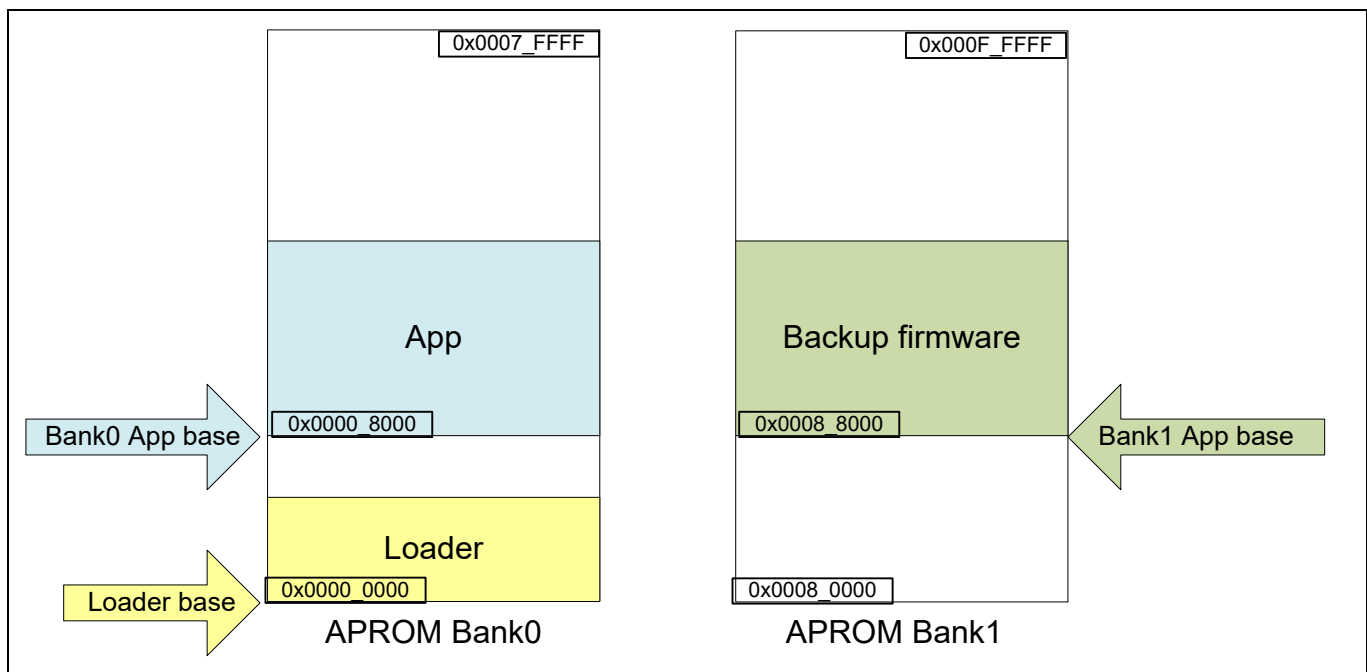 0x0007_FFFF
0x000F_FFFF
App
Backup firmware
0x0000_8000
0x0008_8000
Bank0 App base
Bank1 App base
Loader
0x0000_0000
0x0008_0000
Loader base
APROM Bank0
APROM Bank1